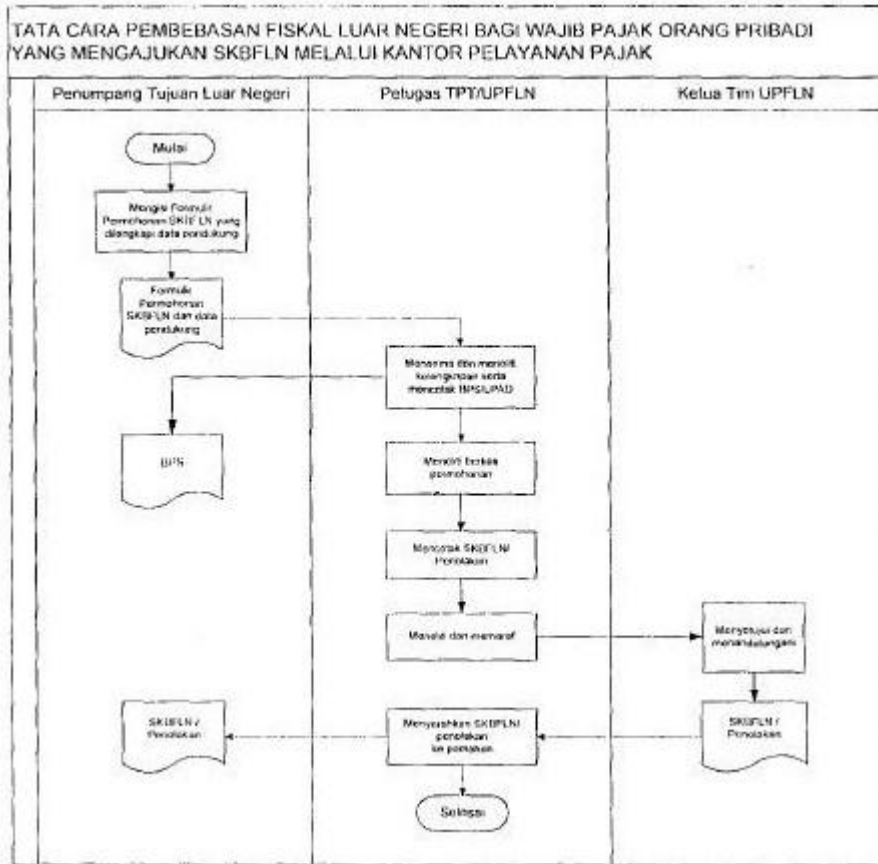 TATA CARA PEMBEBASAN FISKAL LUAR NEGERI BAGI WAJIB PAJAK ORANG PRIBADI
YANG MENGAJUKAN SKBFLN MELALUI KANTOR PELAYANAN PAJAK
Penumpang Tujuan Luar Negeri
Petugas TPT/UPFLN
Ketua Tim UPFLN
Mulai
Mengisi Formulir
Permohonan SKBFLN yang
dilengkapi data pendukung
Formulir
Permohonan
SKBFLN dan data
pendukung
Menerima dan meneliti
kelengkapan serta
mencetak BPS/LPAD
BPS
Meneliti berkas
permohonan
Mencetak SKBFLN/
Penolakan
Meneliti dan memaraf
Menyetujui dan
menandatangani
SKBFLN /
Penolakan
Menyerahkan SKBFLN/
penolakan
ke pemohon
SKBFLN /
Penolakan
Selesai